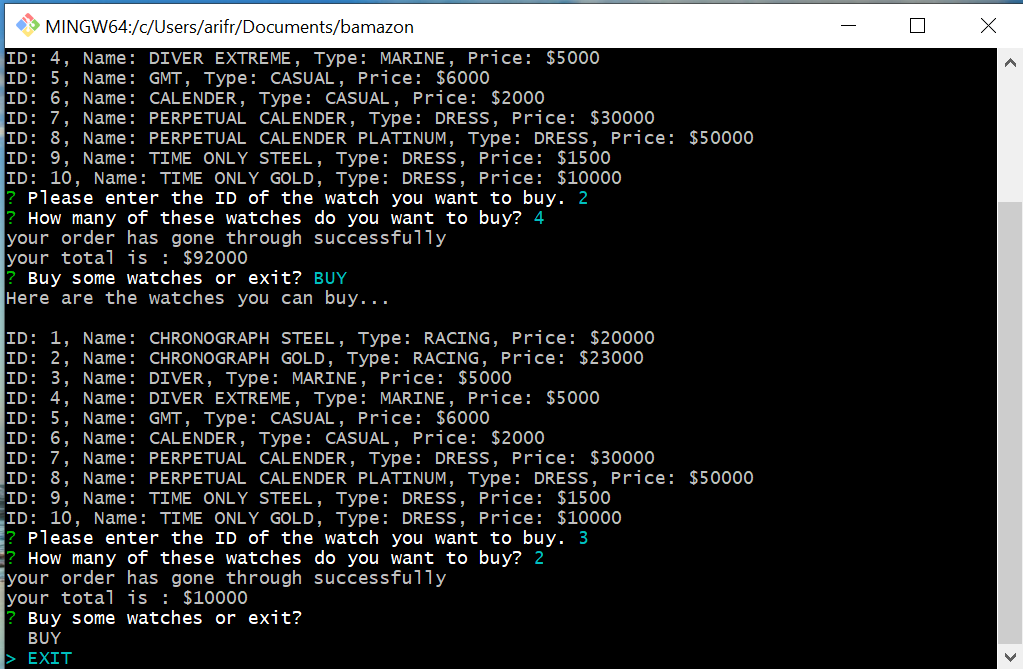 MINGW64:/c/Users/arifr/Documents/bamazon
ID: 4, Name: DIVER EXTREME, Type: MARINE, Price: $5000
ID: 5, Name: GMT, Type: CASUAL, Price: $6000
ID: 6, Name: CALENDER, Type: CASUAL, Price: $2000
ID: 7, Name: PERPETUAL CALENDER, Type: DRESS, Price: $30000
ID: 8, Name: PERPETUAL CALENDER PLATINUM, Type: DRESS, Price: $50000
ID: 9, Name: TIME ONLY STEEL, Type: DRESS, Price: $1500
ID: 10, Name: TIME ONLY GOLD, Type: DRESS, Price: $10000
? Please enter the ID of the watch you want to buy. 2
? How many of these watches do you want to buy? 4
your order has gone through successfully
your total is : $92000
? Buy some watches or exit? BUY
Here are the watches you can buy...
ID: 1, Name: CHRONOGRAPH STEEL, Type: RACING, Price: $20000
ID: 2, Name: CHRONOGRAPH GOLD, Type: RACING, Price: $23000
ID: 3, Name: DIVER, Type: MARINE, Price: $5000
ID: 4, Name: DIVER EXTREME, Type: MARINE, Price: $5000
ID: 5, Name: GMT, Type: CASUAL, Price: $6000
ID: 6, Name: CALENDER, Type: CASUAL, Price: $2000
ID: 7, Name: PERPETUAL CALENDER, Type: DRESS, Price: $30000
ID: 8, Name: PERPETUAL CALENDER PLATINUM, Type: DRESS, Price: $50000
ID: 9, Name: TIME ONLY STEEL, Type: DRESS, Price: $1500
ID: 10, Name: TIME ONLY GOLD, Type: DRESS, Price: $10000
? Please enter the ID of the watch you want to buy. 3
? How many of these watches do you want to buy? 2
your order has gone through successfully
your total is : $10000
? Buy some watches or exit?
BUY
> EXIT